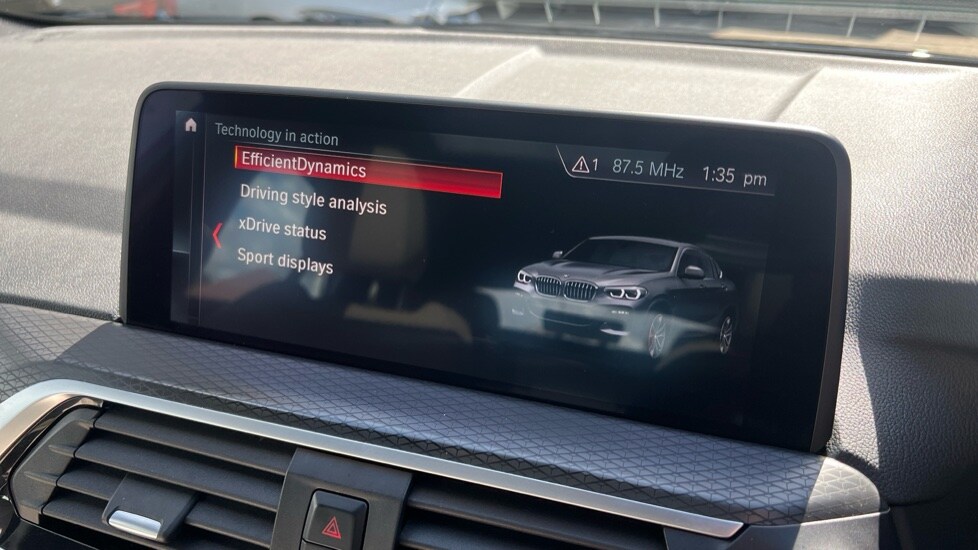 Technology in action
1 87.5 MHz 1:35 pm
EfficientDynamics
Driving style analysis
xDrive status
Sport displays